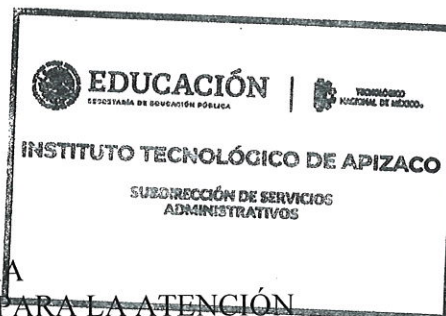 EDUCACIÓN
SECRETARÍA DE EDUCACIÓN PÚBLICA
TECNOLÓGICO
NACIONAL DE MÉXICO®
INSTITUTO TECNOLÓGICO DE APIZACO
SUBDIRECCIÓN DE SERVICIOS
ADMINISTRATIVOS
A
PARA LA ATENCIÓN